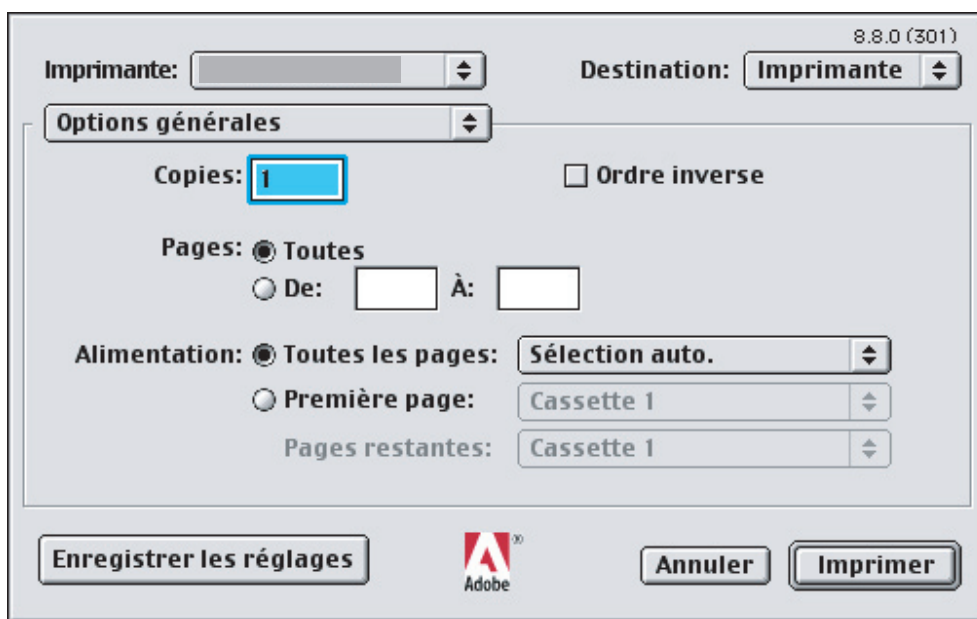 8.8.0 (301)
Imprimante: Destination: Imprimante
Options générales
Copies: 1 Ordre inverse
Pages: Toutes
De: À:
Alimentation: Toutes les pages: Sélection auto.
Première page: Cassette 1
Pages restantes: Cassette 1
Enregistrer les réglages Adobe® Annuler Imprimer